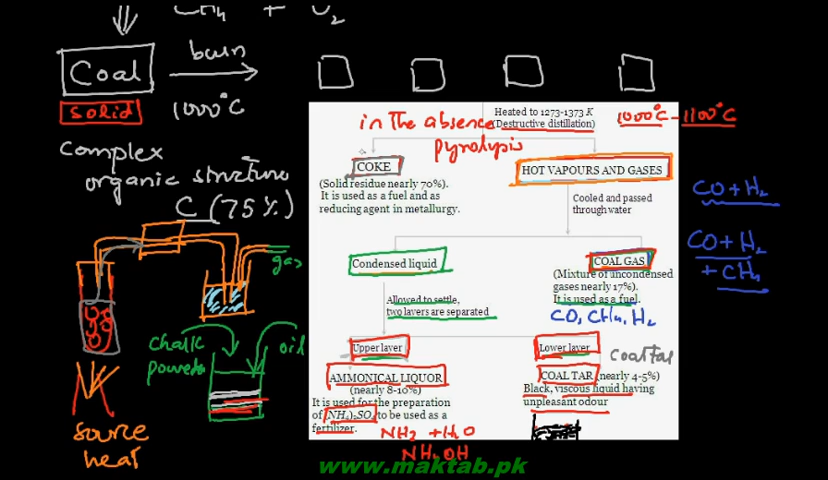 Coal
burn
solid
1000°C
complex
organic structure
C (75%)
gas
chalk
powder
oil
source
heat
in the absence
pyrolysis
Heated to 1273-1373 K
(Destructive distillation)
1000°C - 1100°C
COKE
(Solid residue nearly 70%).
It is used as a fuel and as
reducing agent in metallurgy.
HOT VAPOURS AND GASES
Cooled and passed
through water
CO + H2
CO + H2
+ CH4
Condensed liquid
COAL GAS
(Mixture of uncondensed
gases nearly 17%).
It is used as a fuel.
CO, CH4, H2
Allowed to settle,
two layers are separated
Upper layer
AMMONICAL LIQUOR
(nearly 8-10%)
It is used for the preparation
of (NH4)2SO4 to be used as a
fertilizer.
NH3 + H2O
NH4OH
Lower layer
coaltar
COAL TAR (nearly 4-5%)
Black, viscous liquid having
unpleasant odour
www.maktab.pk